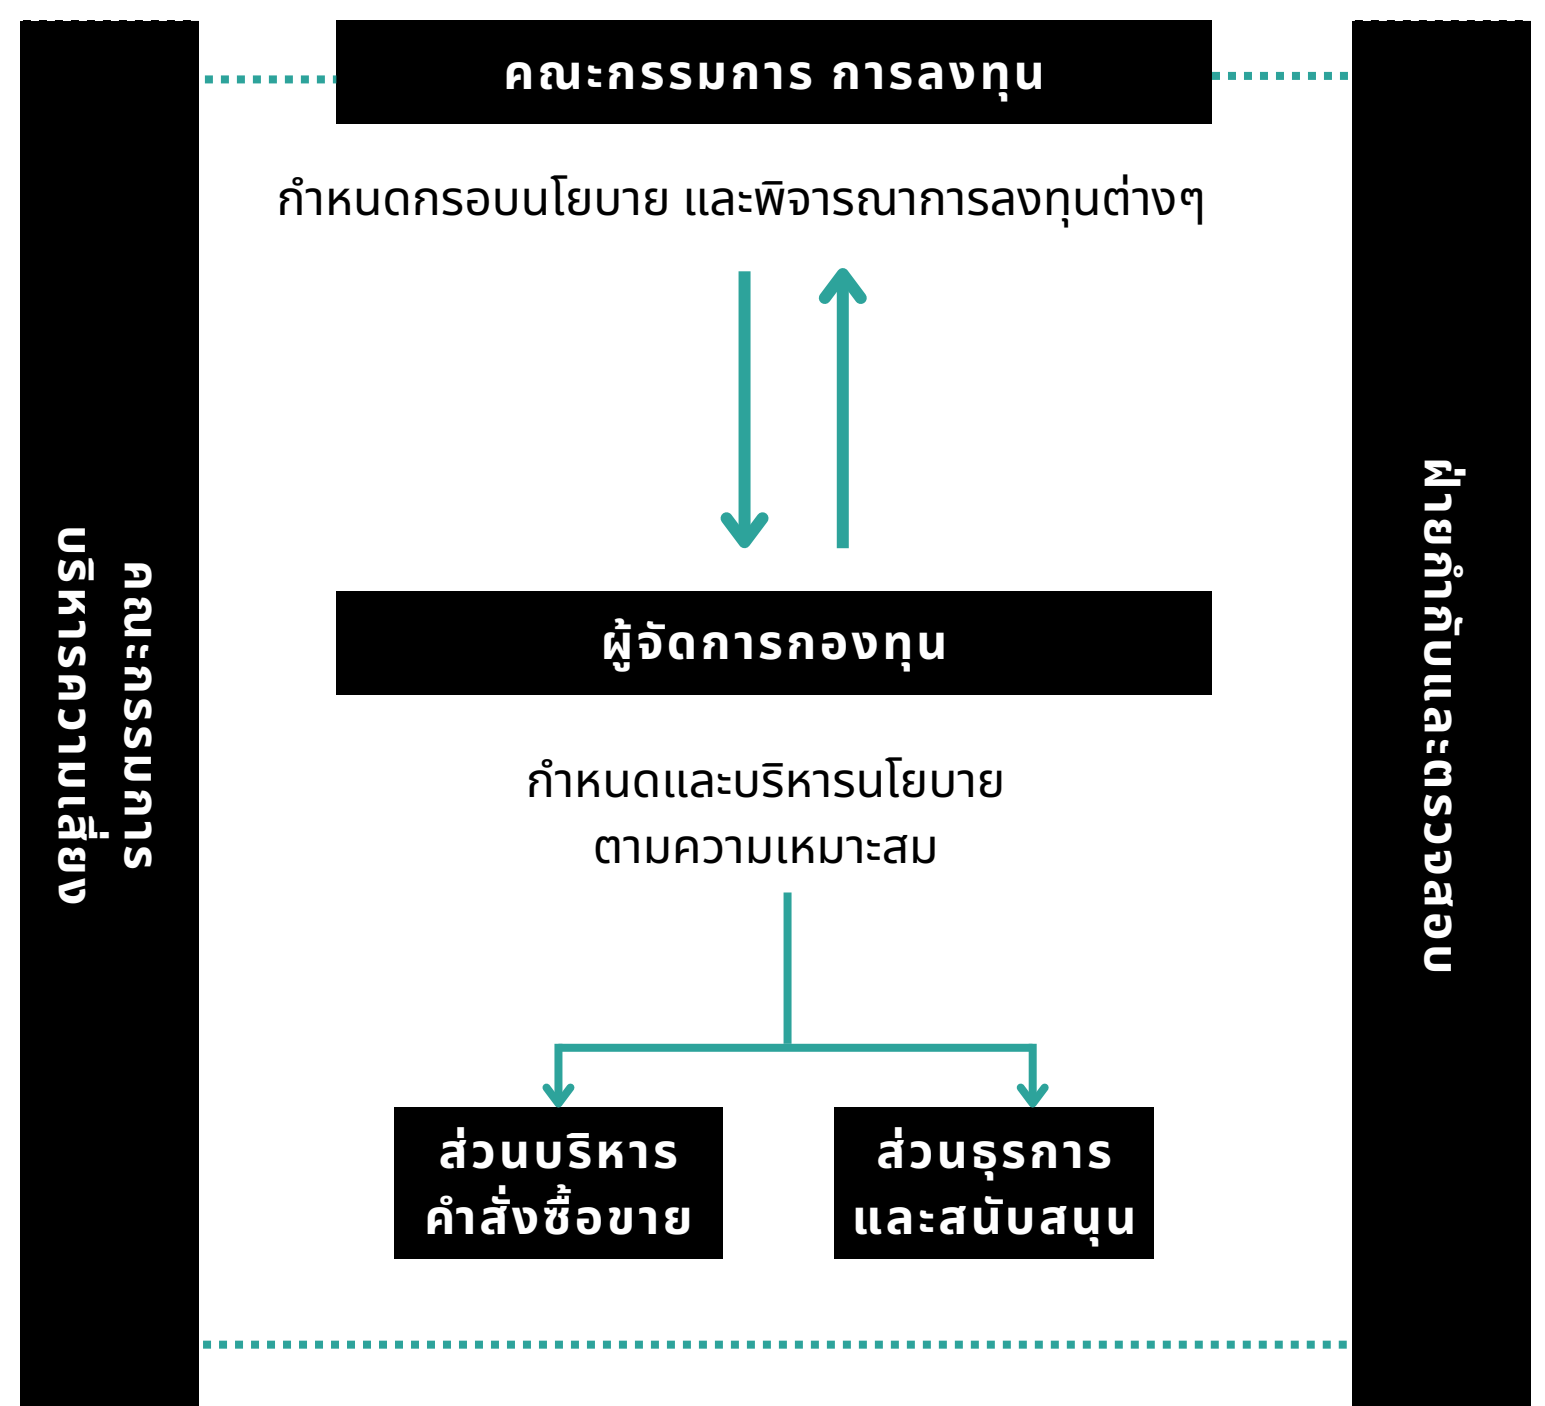 คณะกรรมการ การลงทุน
กำหนดกรอบนโยบาย และพิจารณาการลงทุนต่างๆ
คณะกรรมการ
บริหารความเสี่ยง
ฝ่ายกำกับและตรวจสอบ
ผู้จัดการกองทุน
กำหนดและบริหารนโยบาย
ตามความเหมาะสม
ส่วนบริหาร
คำสั่งซื้อขาย
ส่วนธุรการ
และสนับสนุน